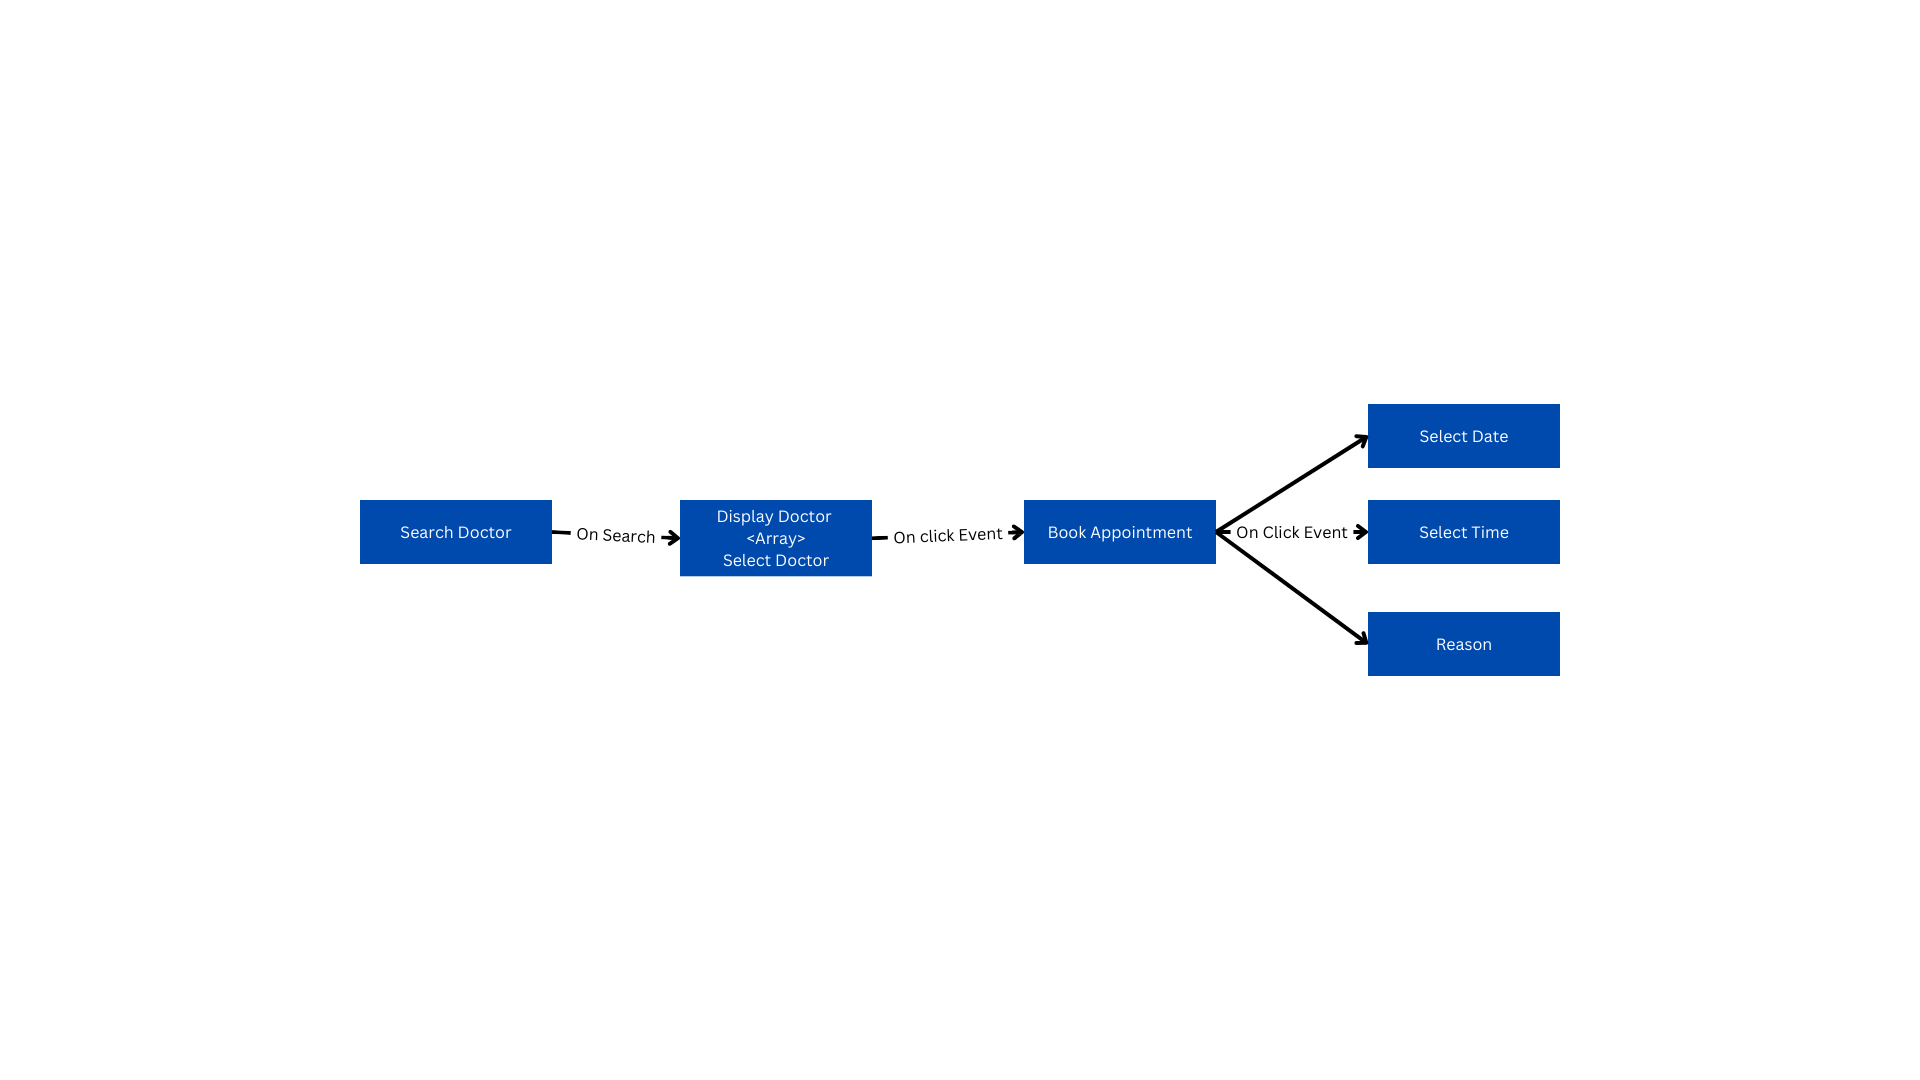 Search Doctor
On Search
Display Doctor
<Array>
Select Doctor
On click Event
Book Appointment
On Click Event
Select Date
Select Time
Reason